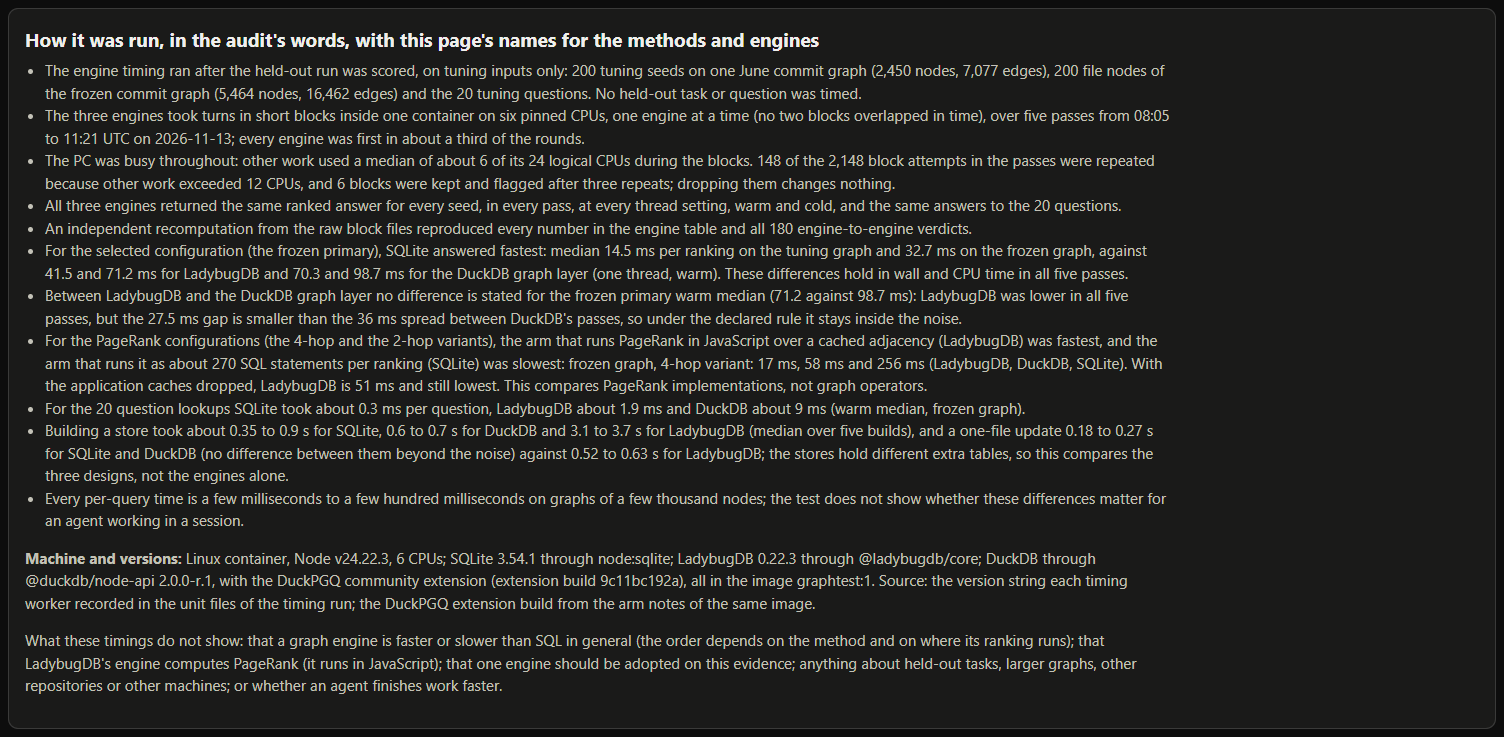 How it was run, in the audit's words, with this page's names for the methods and engines
• The engine timing ran after the held-out run was scored, on tuning inputs only: 200 tuning seeds on one June commit graph (2,450 nodes, 7,077 edges), 200 file nodes of
the frozen commit graph (5,464 nodes, 16,462 edges) and the 20 tuning questions. No held-out task or question was timed.
• The three engines took turns in short blocks inside one container on six pinned CPUs, one engine at a time (no two blocks overlapped in time), over five passes from 08:05
to 11:21 UTC on 2026-11-13; every engine was first in about a third of the rounds.
• The PC was busy throughout: other work used a median of about 6 of its 24 logical CPUs during the blocks. 148 of the 2,148 block attempts in the passes were repeated
because other work exceeded 12 CPUs, and 6 blocks were kept and flagged after three repeats; dropping them changes nothing.
• All three engines returned the same ranked answer for every seed, in every pass, at every thread setting, warm and cold, and the same answers to the 20 questions.
• An independent recomputation from the raw block files reproduced every number in the engine table and all 180 engine-to-engine verdicts.
• For the selected configuration (the frozen primary), SQLite answered fastest: median 14.5 ms per ranking on the tuning graph and 32.7 ms on the frozen graph, against
41.5 and 71.2 ms for LadybugDB and 70.3 and 98.7 ms for the DuckDB graph layer (one thread, warm). These differences hold in wall and CPU time in all five passes.
• Between LadybugDB and the DuckDB graph layer no difference is stated for the frozen primary warm median (71.2 against 98.7 ms): LadybugDB was lower in all five
passes, but the 27.5 ms gap is smaller than the 36 ms spread between DuckDB's passes, so under the declared rule it stays inside the noise.
• For the PageRank configurations (the 4-hop and the 2-hop variants), the arm that runs PageRank in JavaScript over a cached adjacency (LadybugDB) was fastest, and the
arm that runs it as about 270 SQL statements per ranking (SQLite) was slowest: frozen graph, 4-hop variant: 17 ms, 58 ms and 256 ms (LadybugDB, DuckDB, SQLite). With
the application caches dropped, LadybugDB is 51 ms and still lowest. This compares PageRank implementations, not graph operators.
• For the 20 question lookups SQLite took about 0.3 ms per question, LadybugDB about 1.9 ms and DuckDB about 9 ms (warm median, frozen graph).
• Building a store took about 0.35 to 0.9 s for SQLite, 0.6 to 0.7 s for DuckDB and 3.1 to 3.7 s for LadybugDB (median over five builds), and a one-file update 0.18 to 0.27 s
for SQLite and DuckDB (no difference between them beyond the noise) against 0.52 to 0.63 s for LadybugDB; the stores hold different extra tables, so this compares the
three designs, not the engines alone.
• Every per-query time is a few milliseconds to a few hundred milliseconds on graphs of a few thousand nodes; the test does not show whether these differences matter for
an agent working in a session.
Machine and versions: Linux container, Node v24.22.3, 6 CPUs; SQLite 3.54.1 through node:sqlite; LadybugDB 0.22.3 through @ladybugdb/core; DuckDB through
@duckdb/node-api 2.0.0-r.1, with the DuckPGQ community extension (extension build 9c11bc192a), all in the image graphtest:1. Source: the version string each timing
worker recorded in the unit files of the timing run; the DuckPGQ extension build from the arm notes of the same image.
What these timings do not show: that a graph engine is faster or slower than SQL in general (the order depends on the method and on where its ranking runs); that
LadybugDB's engine computes PageRank (it runs in JavaScript); that one engine should be adopted on this evidence; anything about held-out tasks, larger graphs, other
repositories or other machines; or whether an agent finishes work faster.